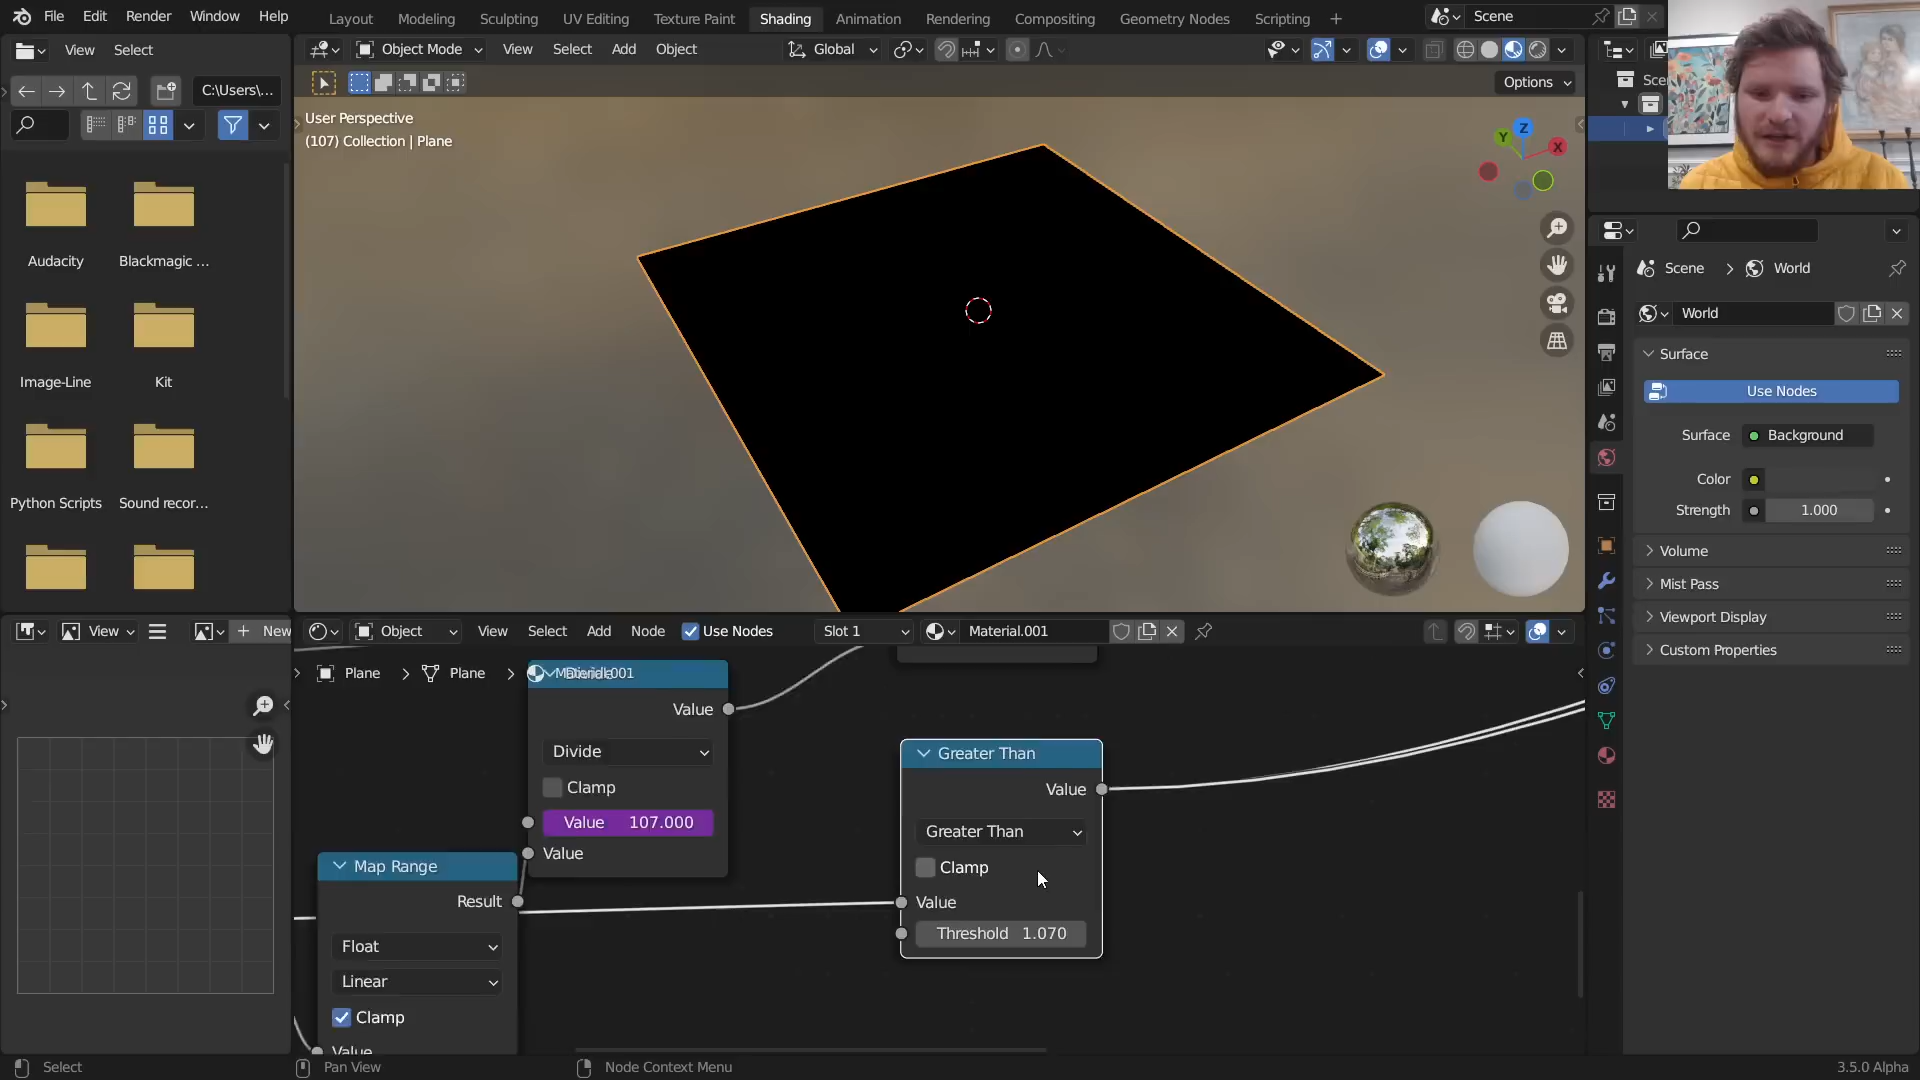 File Edit Render Window Help
Layout Modeling Sculpting UV Editing Texture Paint Shading Animation Rendering Compositing Geometry Nodes Scripting +
Scene
View Select
Object Mode View Select Add Object
Global
C:\Users\...
Options
User Perspective
(107) Collection | Plane
Z
Y
X
Audacity
Blackmagic ...
Image-Line
Kit
Python Scripts
Sound recor...
Scene > World
World
Surface
Use Nodes
Surface Background
Color
Strength 1.000
Volume
Mist Pass
Viewport Display
Custom Properties
View
New
Object View Select Add Node Use Nodes Slot 1 Material.001
Plane > Plane > Material.001
Value
Divide
Clamp
Value 107.000
Value
Map Range
Result
Float
Linear
Clamp
Value
Greater Than
Value
Greater Than
Clamp
Value
Threshold 1.070
Select
Pan View
Node Context Menu
3.5.0 Alpha